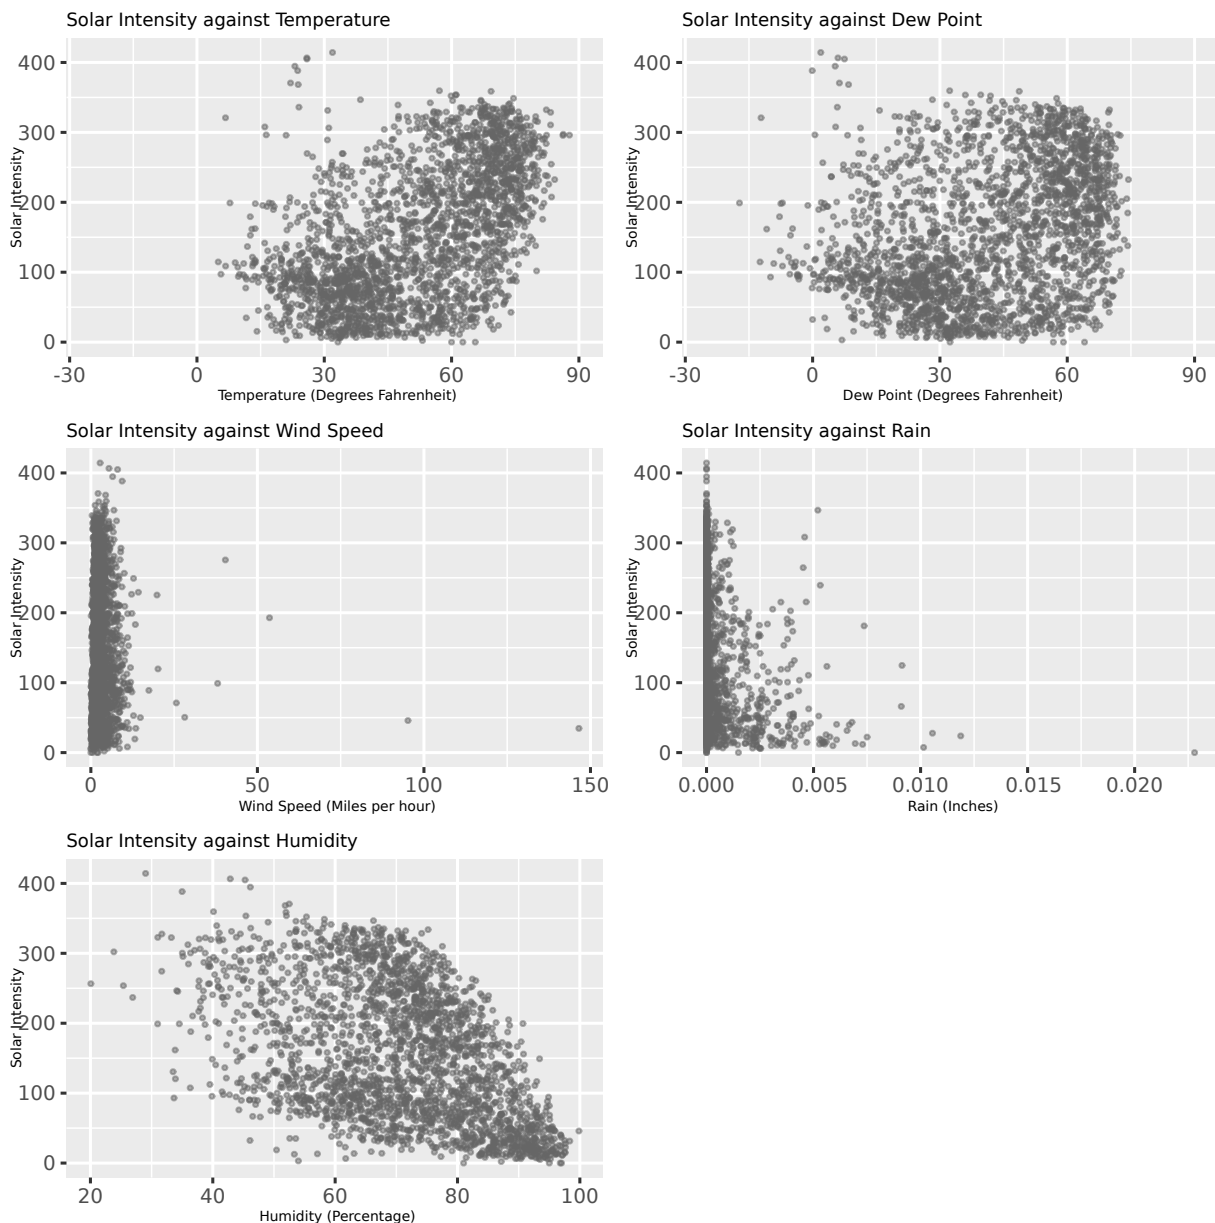 Solar Intensity against Temperature
Solar Intensity
400
300
200
100
0
-30 0 30 60 90
Temperature (Degrees Fahrenheit)
Solar Intensity against Dew Point
Solar Intensity
400
300
200
100
0
-30 0 30 60 90
Dew Point (Degrees Fahrenheit)
Solar Intensity against Wind Speed
Solar Intensity
400
300
200
100
0
0 50 100 150
Wind Speed (Miles per hour)
Solar Intensity against Rain
Solar Intensity
400
300
200
100
0
0.000 0.005 0.010 0.015 0.020
Rain (Inches)
Solar Intensity against Humidity
Solar Intensity
400
300
200
100
0
20 40 60 80 100
Humidity (Percentage)